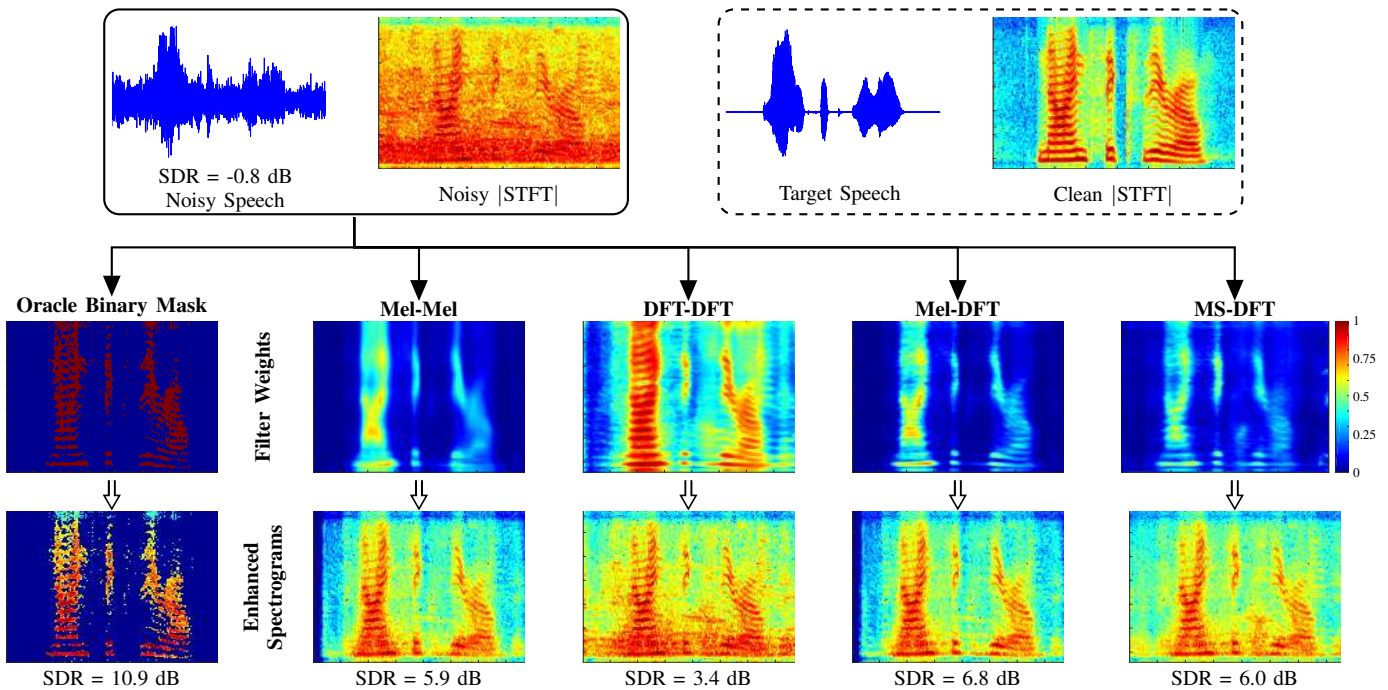 SDR = -0.8 dB
Noisy Speech
Noisy |STFT|
Target Speech
Clean |STFT|
Oracle Binary Mask
Mel-Mel
DFT-DFT
Mel-DFT
MS-DFT
Filter Weights
1
0.75
0.5
0.25
0
Enhanced
Spectrograms
SDR = 10.9 dB
SDR = 5.9 dB
SDR = 3.4 dB
SDR = 6.8 dB
SDR = 6.0 dB